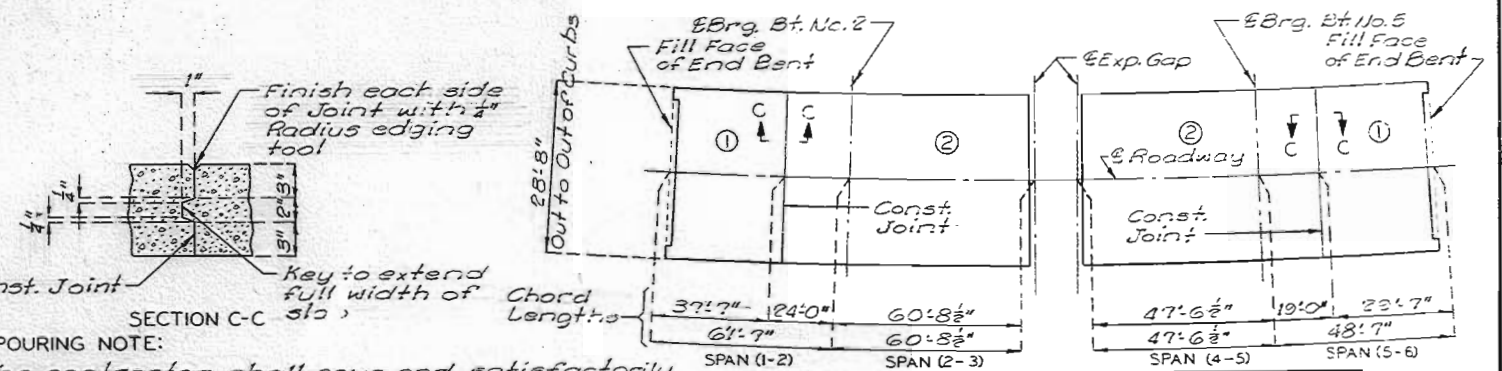 1"
Finish each side
of Joint with ¼"
Radius edging
tool
¼"
¼"
3"
2"
3"
Const. Joint
Key to extend
full width of
SECTION C-C
POURING NOTE:
28'-8"
Out to Out of Curbs
℄ Brg. Bt. No. 2
Fill Face
of End Bent
℄ Exp. Gap
℄ Brg. Bt. No. 5
Fill Face
of End Bent
① C C ②
② C C ①
℄ Roadway
Const.
Joint
Const.
Joint
Chord
Lengths
37'-7" 24'-0" 60'-8½"
61'-7" 60'-8½"
SPAN (1-2) SPAN (2-3)
47'-6½" 19'-0" 29'-7"
47'-6½" 48'-7"
SPAN (4-5) SPAN (5-6)